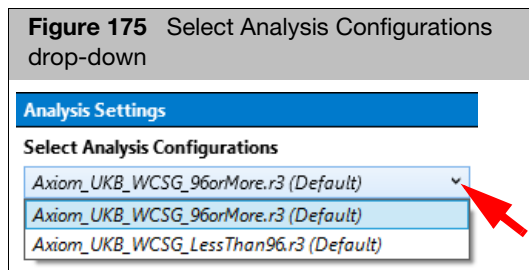 Figure 175 Select Analysis Configurations
drop-down
Analysis Settings
Select Analysis Configurations
Axiom_UKB_WCSG_96orMore.r3 (Default)
Axiom_UKB_WCSG_96orMore.r3 (Default)
Axiom_UKB_WCSG_LessThan96.r3 (Default)